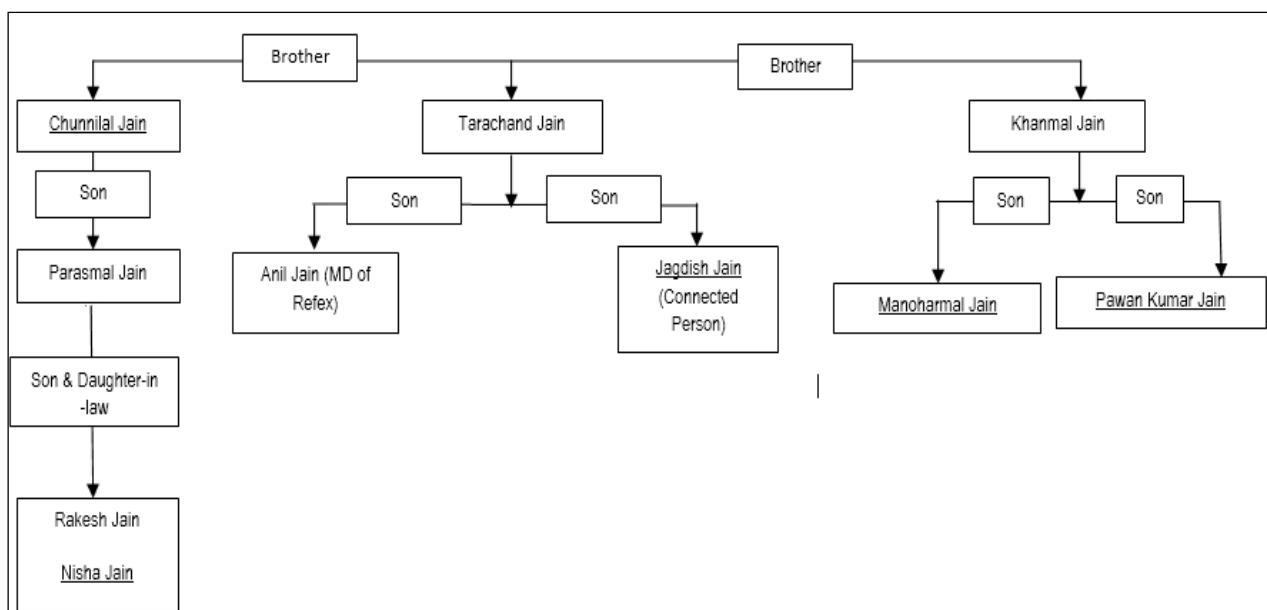 Brother
Brother
Chunnilal Jain
Tarachand Jain
Khanmal Jain
Son
Son
Son
Son
Son
Parasmal Jain
Anil Jain (MD of
Refex)
Jagdish Jain
(Connected
Person)
Manoharmal Jain
Pawan Kumar Jain
Son & Daughter-in
-law
Rakesh Jain
Nisha Jain